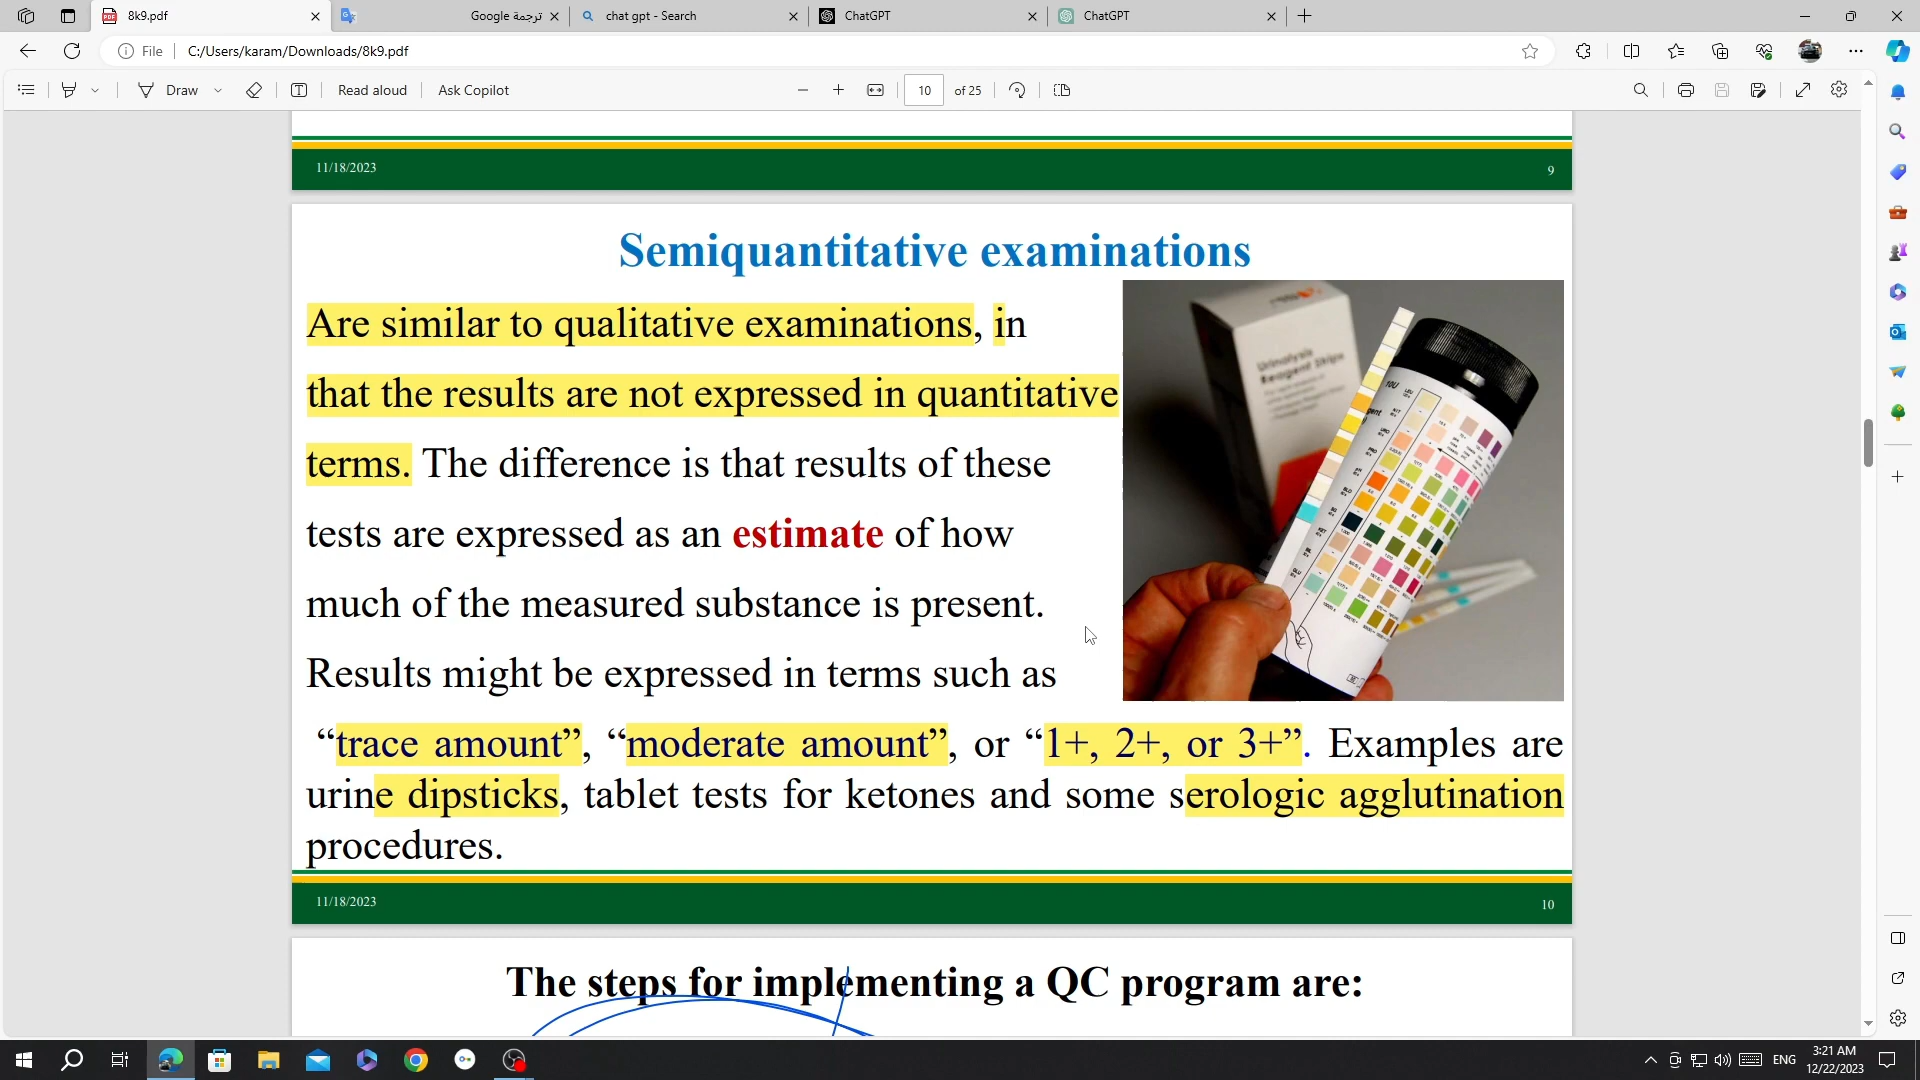 8k9.pdf
Google ترجمة
chat gpt - Search
ChatGPT
ChatGPT
File
C:/Users/karam/Downloads/8k9.pdf
Draw
Read aloud
Ask Copilot
10 of 25
11/18/2023
9
Semiquantitative examinations
Are similar to qualitative examinations, in
that the results are not expressed in quantitative
terms. The difference is that results of these
tests are expressed as an estimate of how
much of the measured substance is present.
Results might be expressed in terms such as
“trace amount”, “moderate amount”, or “1+, 2+, or 3+”. Examples are
urine dipsticks, tablet tests for ketones and some serologic agglutination
procedures.
Urinalysis
Reagent Strips
10U
11/18/2023
10
The steps for implementing a QC program are:
ENG
3:21 AM
12/22/2023